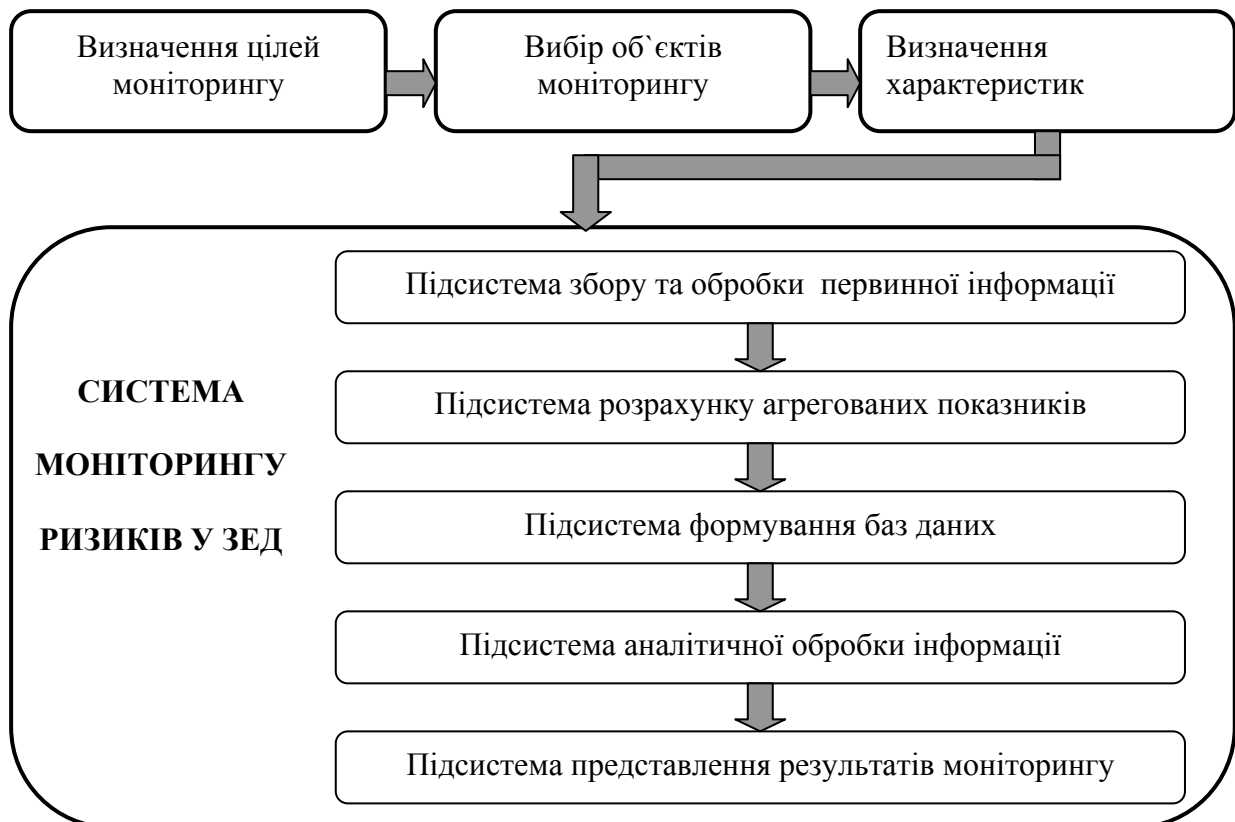 Визначення цілей
моніторингу
Вибір об`єктів
моніторингу
Визначення
характеристик
СИСТЕМА
МОНІТОРИНГУ
РИЗИКІВ У ЗЕД
Підсистема збору та обробки первинної інформації
Підсистема розрахунку агрегованих показників
Підсистема формування баз даних
Підсистема аналітичної обробки інформації
Підсистема представлення результатів моніторингу